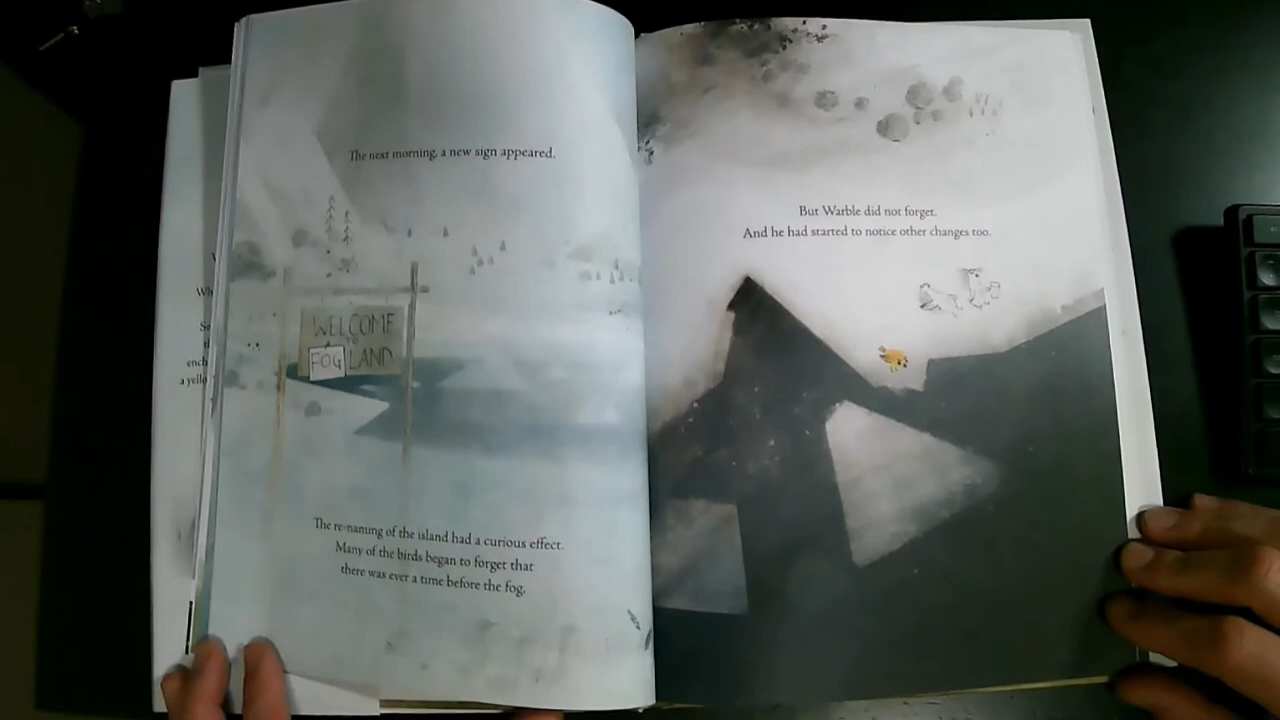 The next morning, a new sign appeared.
WELCOME
TO
FOG LAND
The re-naming of the island had a curious effect.
Many of the birds began to forget that
there was ever a time before the fog.
But Warble did not forget.
And he had started to notice other changes too.
a yello